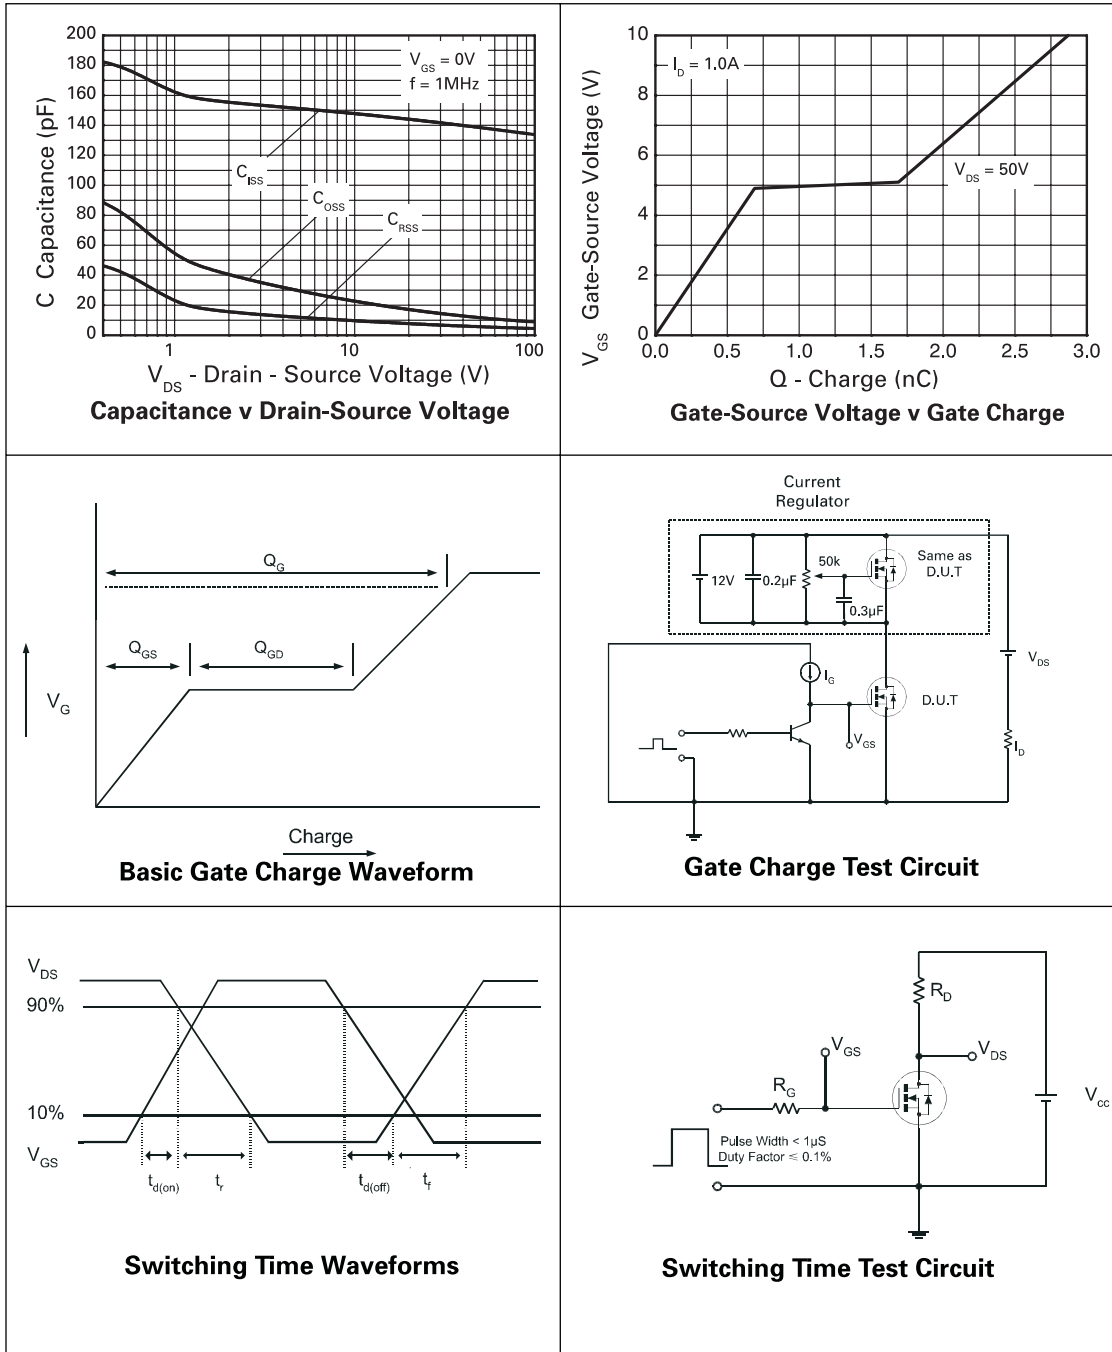 200
180
160
140
120
100
80
60
40
20
0
C Capacitance (pF)
VGS = 0V
f = 1MHz
CISS
COSS
CRSS
1 10 100
VDS - Drain - Source Voltage (V)
Capacitance v Drain-Source Voltage
10
8
6
4
2
0
VGS Gate-Source Voltage (V)
ID = 1.0A
VDS = 50V
0.0 0.5 1.0 1.5 2.0 2.5 3.0
Q - Charge (nC)
Gate-Source Voltage v Gate Charge
QG
QGS
QGD
VG
Charge
Basic Gate Charge Waveform
Current
Regulator
12V
0.2µF
50k
0.3µF
Same as
D.U.T
IG
VDS
D.U.T
VGS
ID
Gate Charge Test Circuit
VDS
90%
10%
VGS
td(on)
tr
td(off)
tf
Switching Time Waveforms
RD
VGS
VDS
RG
Vcc
Pulse Width < 1µS
Duty Factor ≤ 0.1%
Switching Time Test Circuit